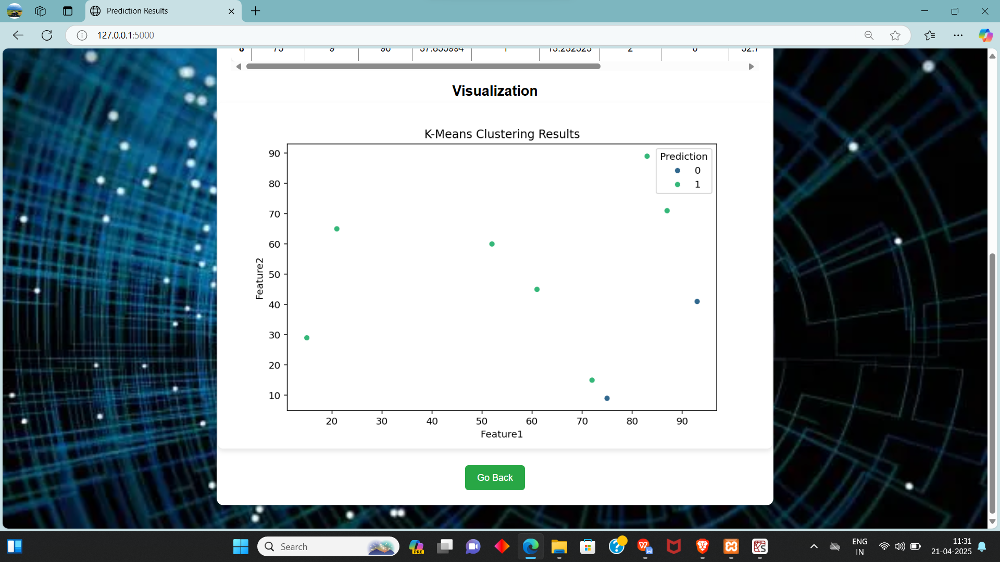 Prediction Results
127.0.0.1:5000
Visualization
K-Means Clustering Results
Prediction
0
1
90
80
70
60
50
40
30
20
10
Feature2
20 30 40 50 60 70 80 90
Feature1
Go Back
Search
PRE
ENG
IN
11:31
21-04-2025